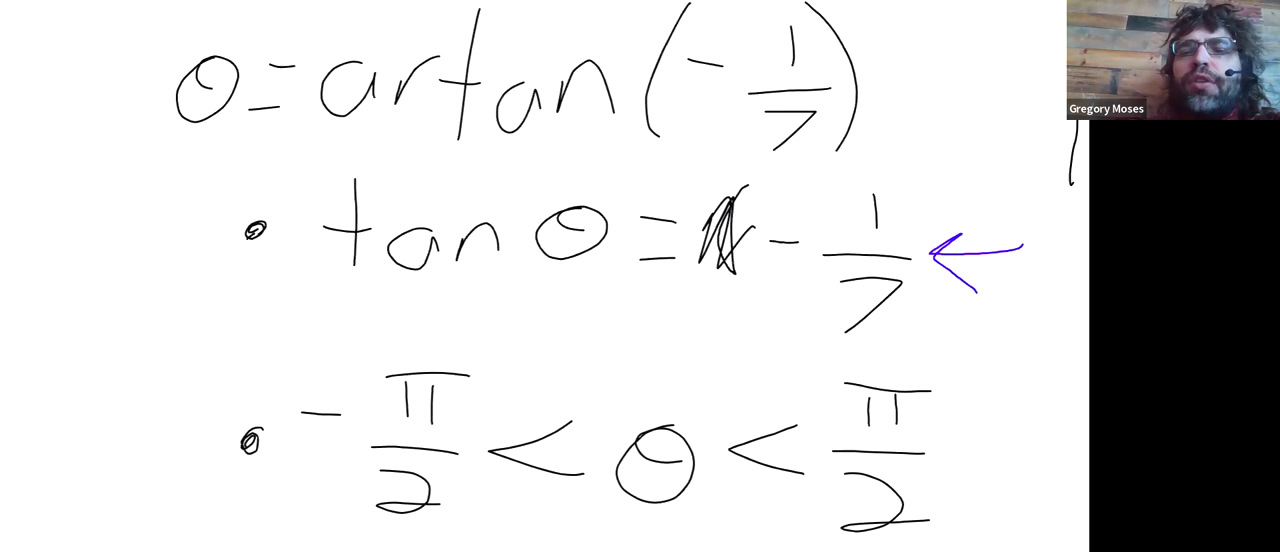 θ = artan(- 1/7)
Gregory Moses
• tan θ = - 1/7
• - π/2 < θ < π/2